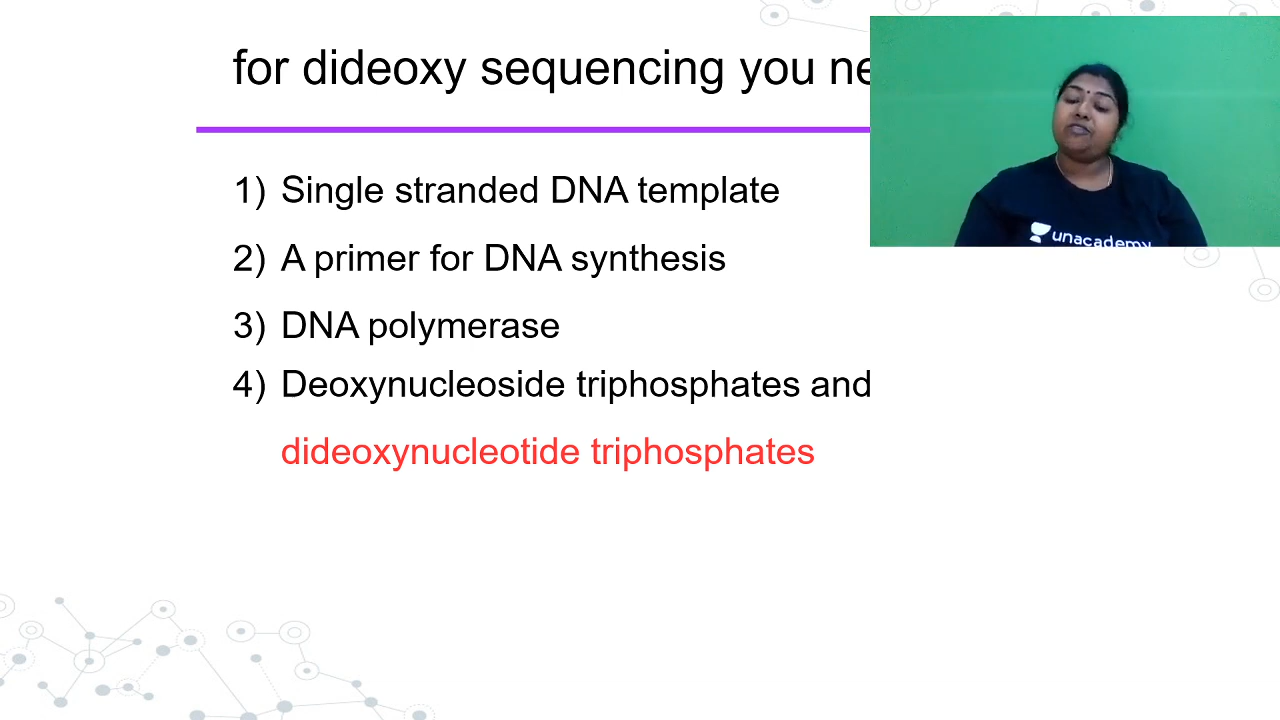 for dideoxy sequencing you ne
1) Single stranded DNA template
2) A primer for DNA synthesis
3) DNA polymerase
4) Deoxynucleoside triphosphates and
dideoxynucleotide triphosphates
unacademy